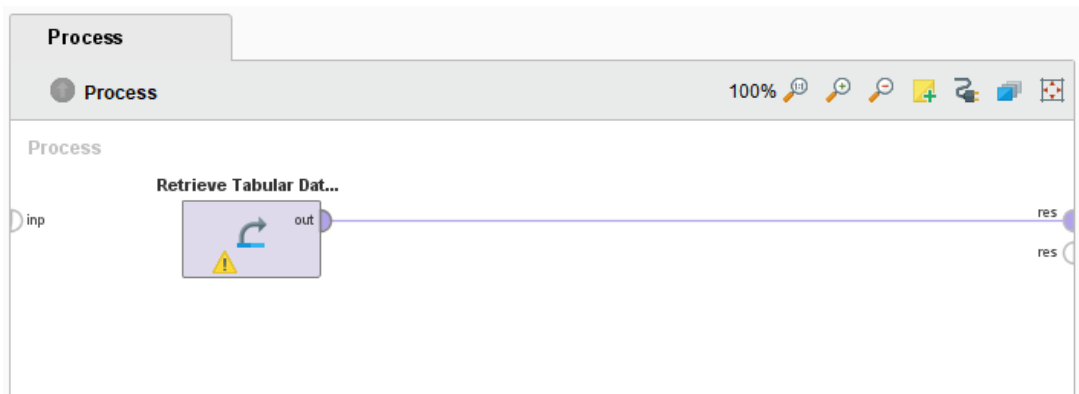 Process
Process
100%
Process
Retrieve Tabular Dat...
inp
out
res
res